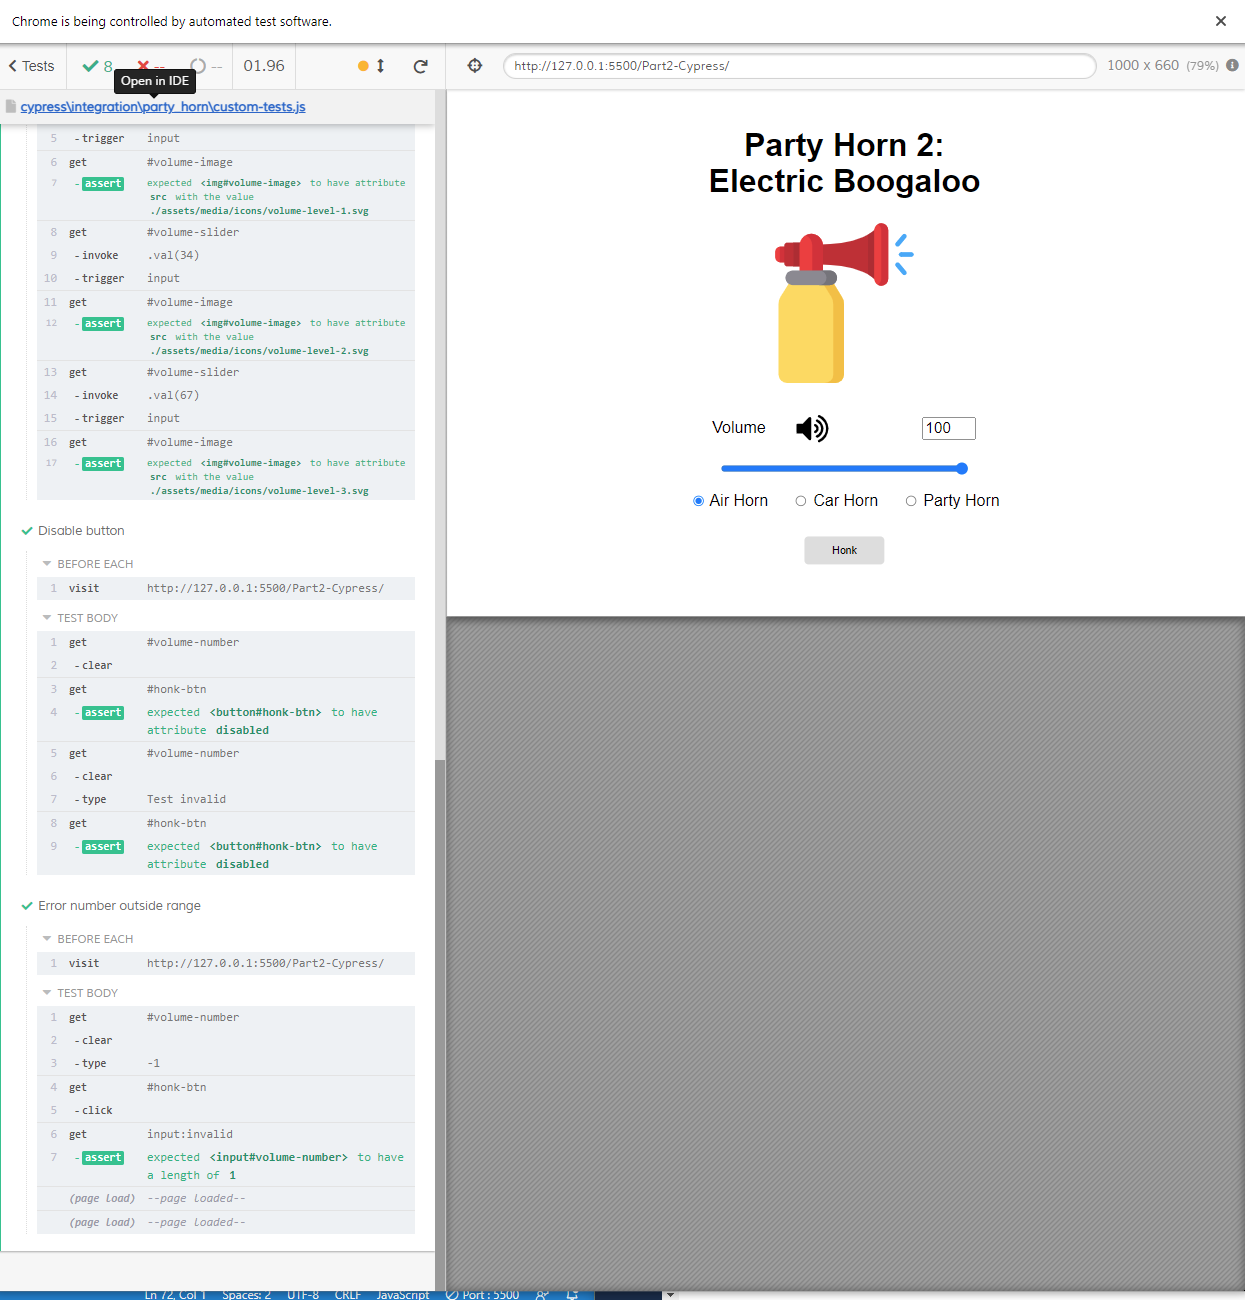 Chrome is being controlled by automated test software.
Tests
8
--
--
01.96
http://127.0.0.1:5500/Part2-Cypress/
1000 x 660 (79%)
Open in IDE
cypress\integration\party_horn\custom-tests.js
5 - trigger input
6 get #volume-image
7 - assert expected <img#volume-image> to have attribute
src with the value
./assets/media/icons/volume-level-1.svg
8 get #volume-slider
9 - invoke .val(34)
10 - trigger input
11 get #volume-image
12 - assert expected <img#volume-image> to have attribute
src with the value
./assets/media/icons/volume-level-2.svg
13 get #volume-slider
14 - invoke .val(67)
15 - trigger input
16 get #volume-image
17 - assert expected <img#volume-image> to have attribute
src with the value
./assets/media/icons/volume-level-3.svg
Disable button
BEFORE EACH
1 visit http://127.0.0.1:5500/Part2-Cypress/
TEST BODY
1 get #volume-number
2 - clear
3 get #honk-btn
4 - assert expected <button#honk-btn> to have
attribute disabled
5 get #volume-number
6 - clear
7 - type Test invalid
8 get #honk-btn
9 - assert expected <button#honk-btn> to have
attribute disabled
Error number outside range
BEFORE EACH
1 visit http://127.0.0.1:5500/Part2-Cypress/
TEST BODY
1 get #volume-number
2 - clear
3 - type -1
4 get #honk-btn
5 - click
6 get input:invalid
7 - assert expected <input#volume-number> to have
a length of 1
(page load) --page loaded--
(page load) --page loaded--
Party Horn 2:
Electric Boogaloo
Volume
100
Air Horn
Car Horn
Party Horn
Honk
Ln 72, Col 1 Spaces: 2 UTF-8 CRLF JavaScript Port : 5500